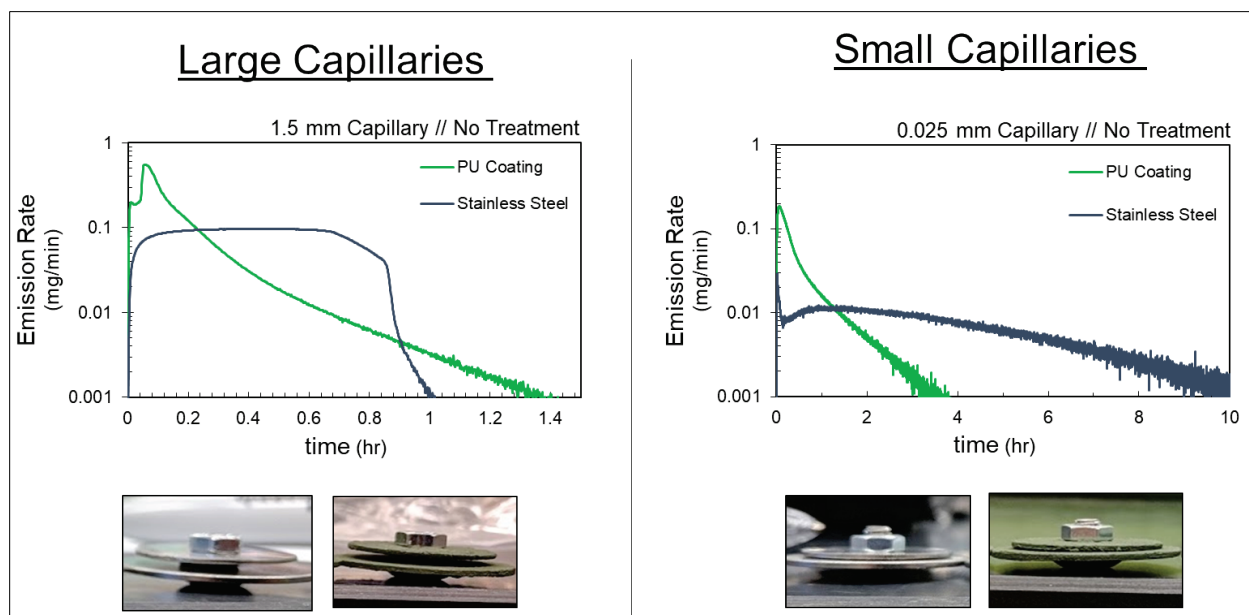 Large Capillaries
1.5 mm Capillary // No Treatment
1
0.1
0.01
0.001
Emission Rate
(mg/min)
PU Coating
Stainless Steel
0
0.2
0.4
0.6
0.8
1
1.2
1.4
time (hr)
Small Capillaries
0.025 mm Capillary // No Treatment
1
0.1
0.01
0.001
Emission Rate
(mg/min)
PU Coating
Stainless Steel
0
2
4
6
8
10
time (hr)